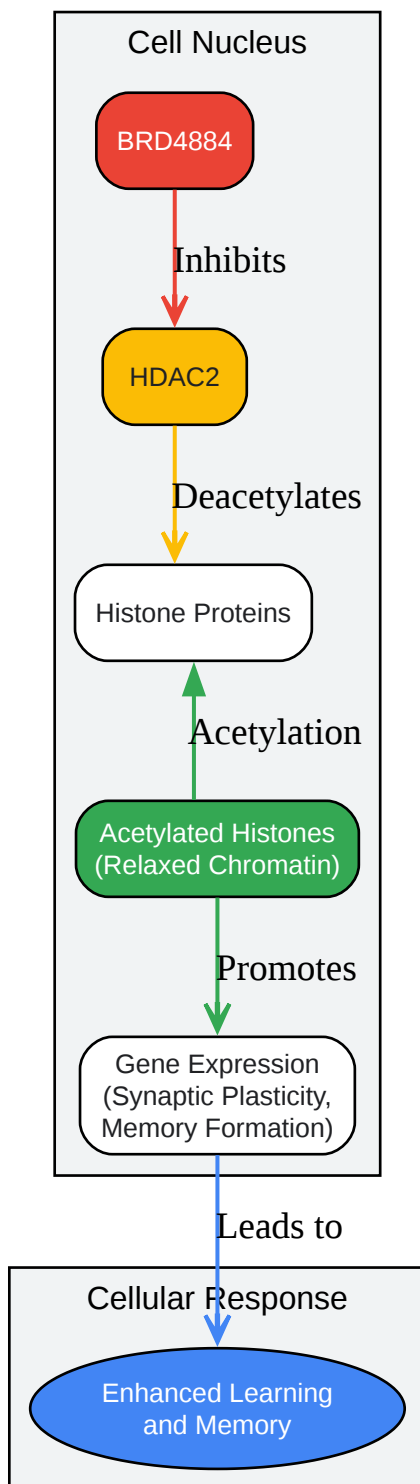 Cell Nucleus
BRD4884
Inhibits
HDAC2
Deacetylates
Histone Proteins
Acetylation
Acetylated Histones
(Relaxed Chromatin)
Promotes
Gene Expression
(Synaptic Plasticity,
Memory Formation)
Leads to
Cellular Response
Enhanced Learning
and Memory